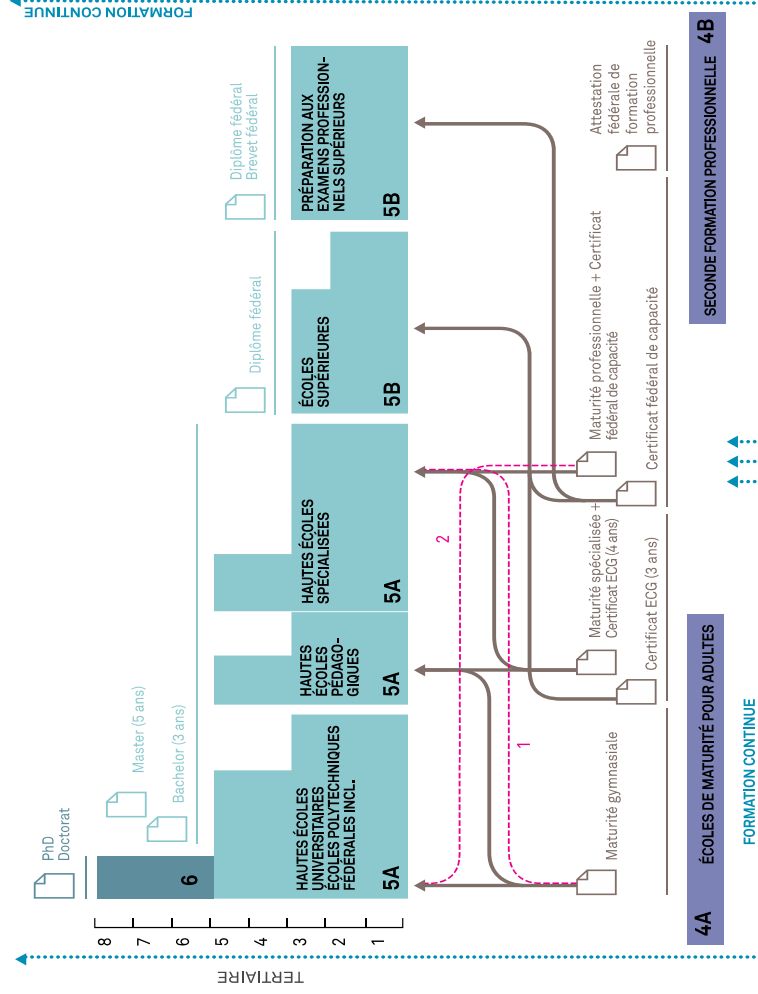 FORMATION CONTINUE
PhD
Doctorat
Master (5 ans)
Bachelor (3 ans)
Diplôme fédéral
Diplôme fédéral
Brevet fédéral
8
7
6
5
4
3
2
1
TERTIAIRE
6
HAUTES ÉCOLES
UNIVERSITAIRES
ÉCOLES POLYTECHNIQUES
FÉDÉRALES INCL.
5A
HAUTES
ÉCOLES
PÉDAGO-
GIQUES
5A
HAUTES ÉCOLES
SPÉCIALISÉES
5A
ÉCOLES
SUPÉRIEURES
5B
PRÉPARATION AUX
EXAMENS PROFESSION-
NELS SUPÉRIEURS
5B
2
1
Maturité gymnasiale
Maturité spécialisée +
Certificat ECG (4 ans)
Certificat ECG (3 ans)
Maturité professionnelle + Certificat
fédéral de capacité
Certificat fédéral de capacité
Attestation
fédérale de
formation
professionnelle
4A
ÉCOLES DE MATURITÉ POUR ADULTES
SECONDE FORMATION PROFESSIONNELLE
4B
FORMATION CONTINUE